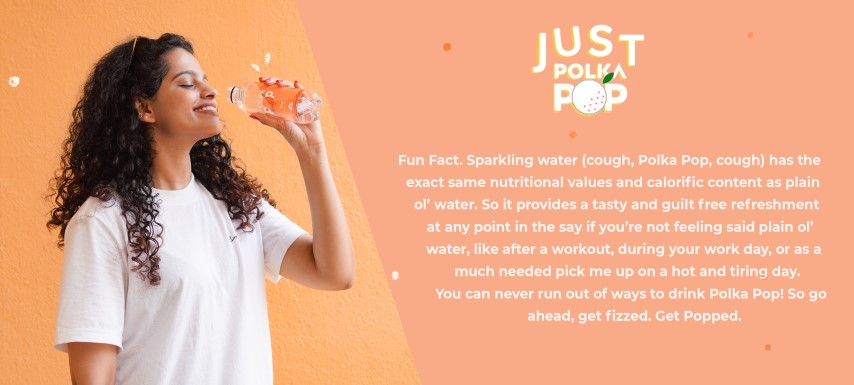 JUST
POLKA
POP
Fun Fact. Sparkling water (cough, Polka Pop, cough) has the
exact same nutritional values and calorific content as plain
ol' water. So it provides a tasty and guilt free refreshment
at any point in the say if you're not feeling said plain ol'
water, like after a workout, during your work day, or as a
much needed pick me up on a hot and tiring day.
You can never run out of ways to drink Polka Pop! So go
ahead, get fizzed. Get Popped.